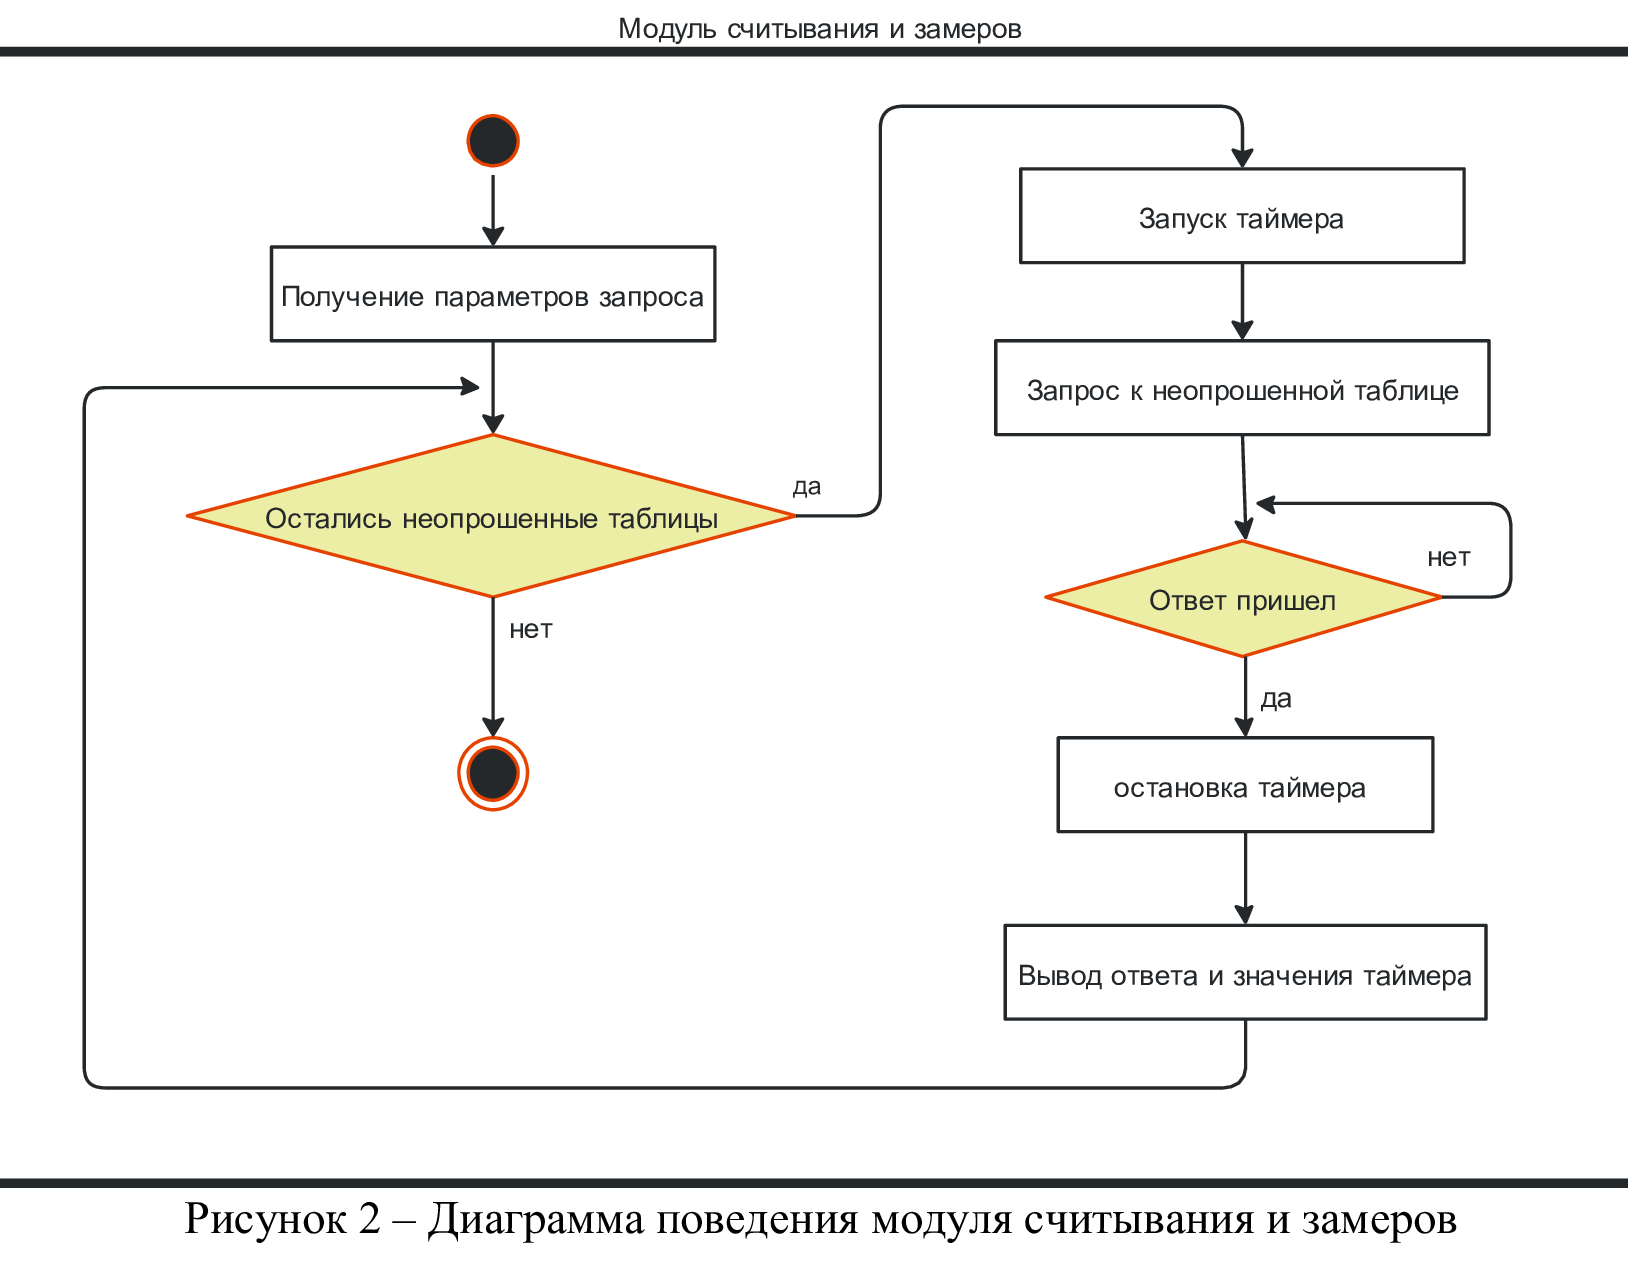 Модуль считывания и замеров
Получение параметров запроса
Остались неопрошенные таблицы
да
нет
Запуск таймера
Запрос к неопрошенной таблице
Ответ пришел
нет
да
остановка таймера
Вывод ответа и значения таймера
Рисунок 2 – Диаграмма поведения модуля считывания и замеров